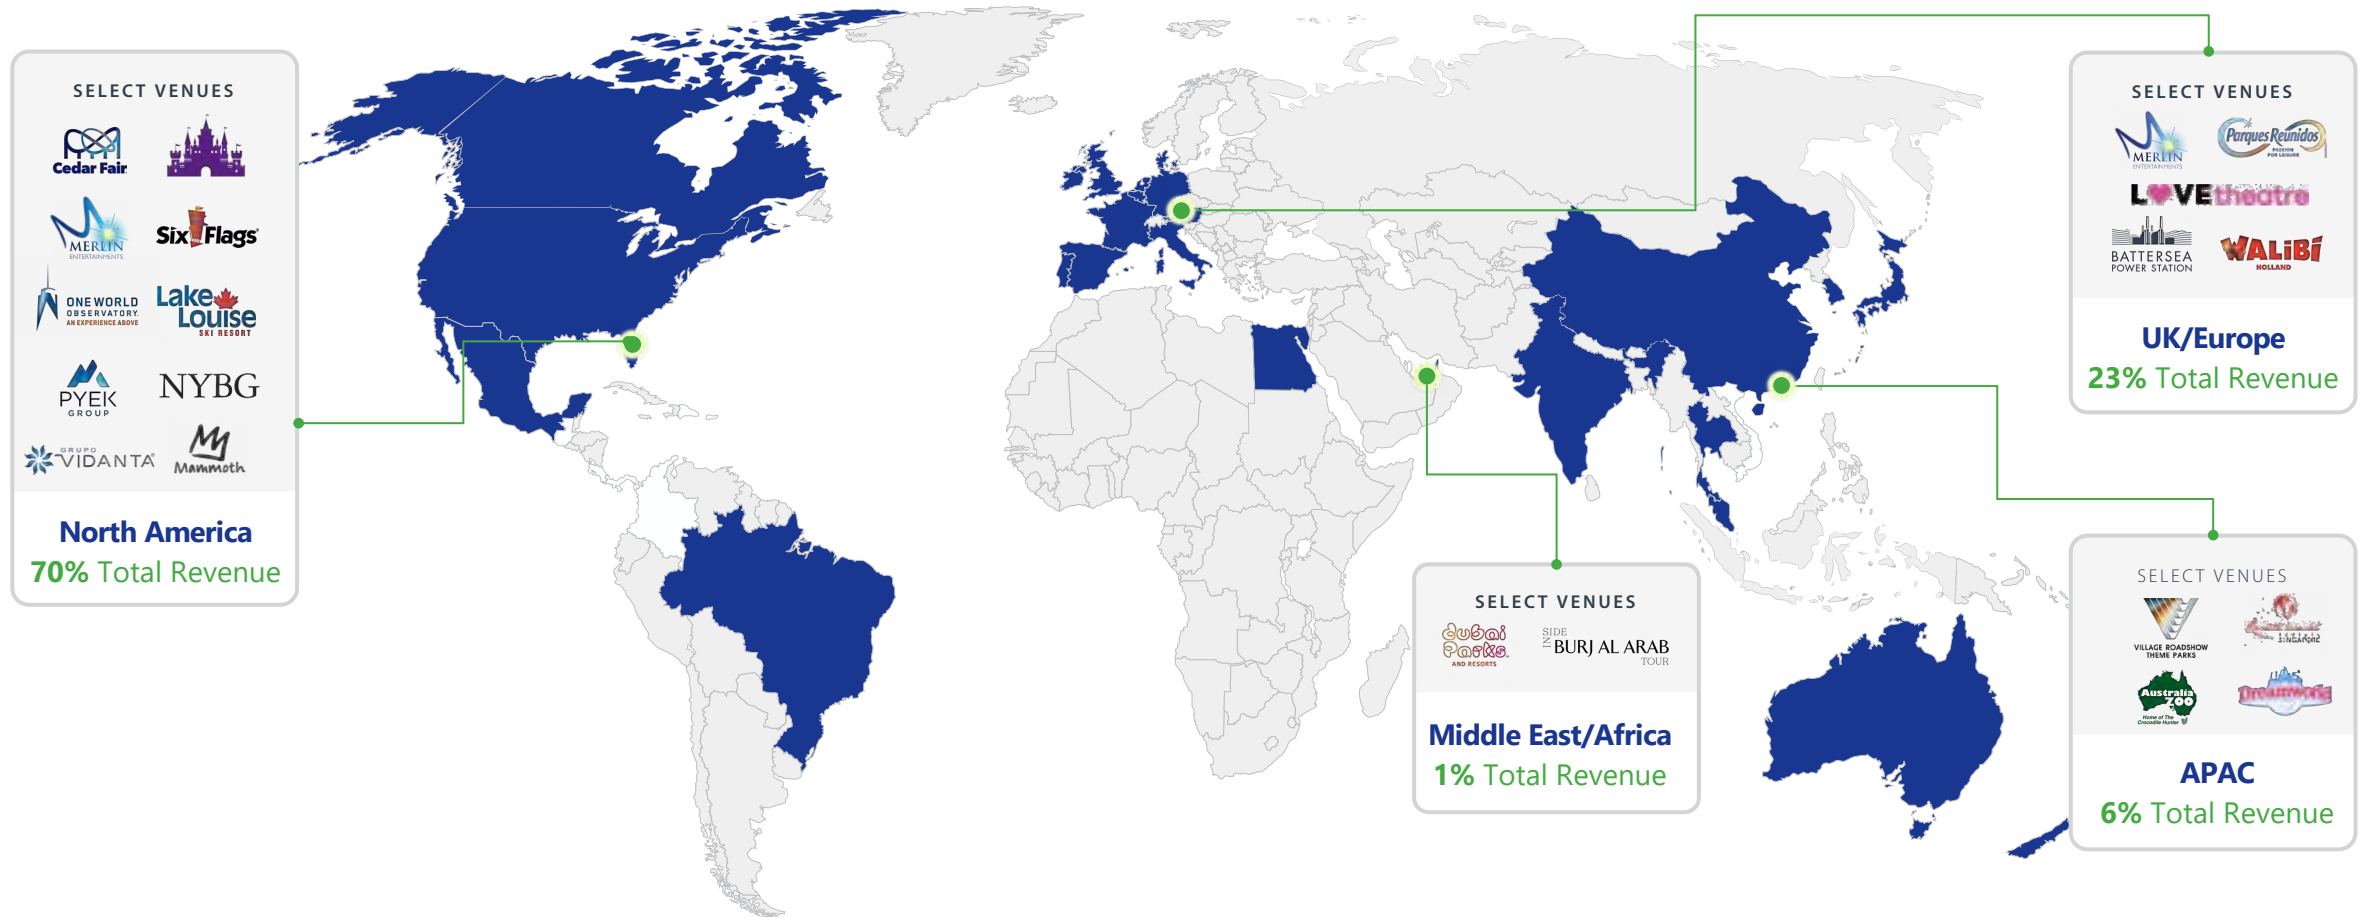 SELECT VENUES
Cedar Fair
MERLIN
ENTERTAINMENTS
Six Flags
ONE WORLD
OBSERVATORY
AN EXPERIENCE ABOVE
Lake
Louise
SKI RESORT
PYEK
GROUP
NYBG
GRUPO
VIDANTA
Mammoth
North America
70% Total Revenue
SELECT VENUES
MERLIN
ENTERTAINMENTS
Parques Reunidos
PASSION
FOR LEISURE
LOVEtheatre
BATTERSEA
POWER STATION
WALiBi
HOLLAND
UK/Europe
23% Total Revenue
SELECT VENUES
dubai
Parks
AND RESORTS
INSIDE
BURJ AL ARAB
TOUR
Middle East/Africa
1% Total Revenue
SELECT VENUES
VILLAGE ROADSHOW
THEME PARKS
SINGAPORE
Australia
ZOO
Home of The
Crocodile Hunter
Dreamworld
APAC
6% Total Revenue